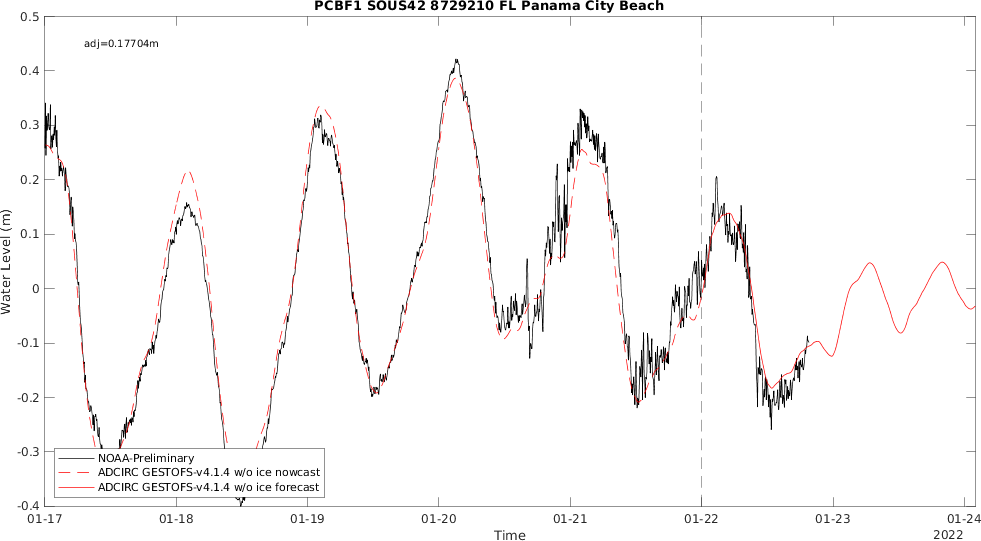 PCBF1 SOUS42 8729210 FL Panama City Beach
adj=0.17704m
0.5
0.4
0.3
0.2
0.1
0
-0.1
-0.2
-0.3
-0.4
Water Level (m)
NOAA-Preliminary
ADCIRC GESTOFS-v4.1.4 w/o ice nowcast
ADCIRC GESTOFS-v4.1.4 w/o ice forecast
01-17 01-18 01-19 01-20 01-21 01-22 01-23 01-24
Time
2022